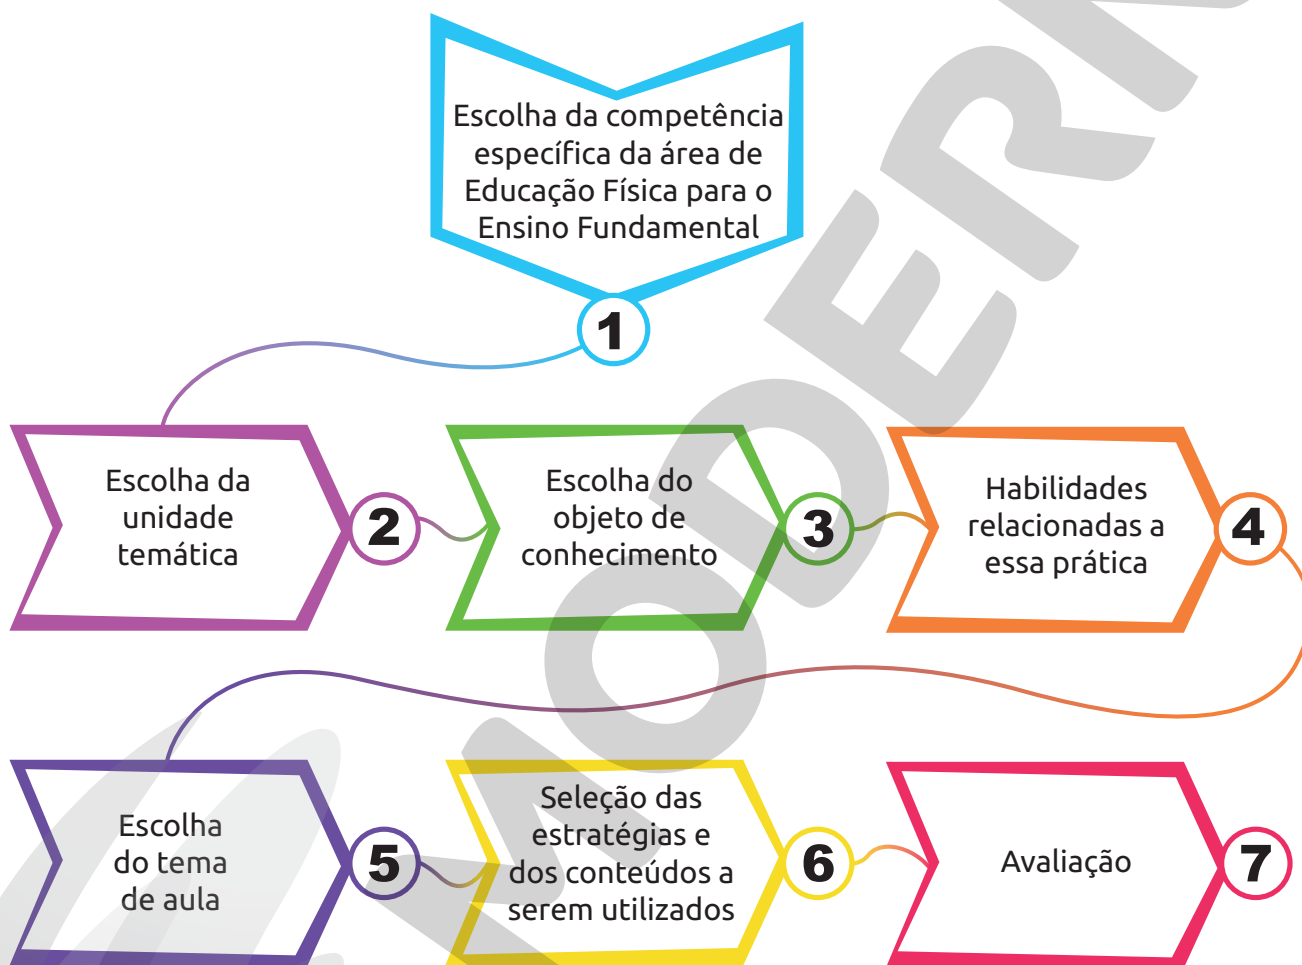 Escolha da competência
específica da área de
Educação Física para o
Ensino Fundamental
1
Escolha da
unidade
temática
2
Escolha do
objeto de
conhecimento
3
Habilidades
relacionadas a
essa prática
4
Escolha
do tema
de aula
5
Seleção das
estratégias e
dos conteúdos a
serem utilizados
6
Avaliação
7
MODERN